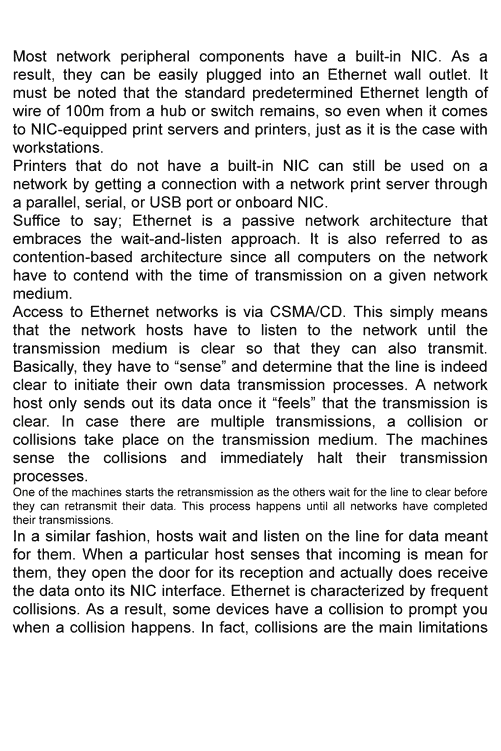 Most network peripheral components have a built-in NIC. As a
result, they can be easily plugged into an Ethernet wall outlet. It
must be noted that the standard predetermined Ethernet length of
wire of 100m from a hub or switch remains, so even when it comes
to NIC-equipped print servers and printers, just as it is the case with
workstations.
Printers that do not have a built-in NIC can still be used on a
network by getting a connection with a network print server through
a parallel, serial, or USB port or onboard NIC.
Suffice to say; Ethernet is a passive network architecture that
embraces the wait-and-listen approach. It is also referred to as
contention-based architecture since all computers on the network
have to contend with the time of transmission on a given network
medium.
Access to Ethernet networks is via CSMA/CD. This simply means
that the network hosts have to listen to the network until the
transmission medium is clear so that they can also transmit.
Basically, they have to “sense” and determine that the line is indeed
clear to initiate their own data transmission processes. A network
host only sends out its data once it “feels” that the transmission is
clear. In case there are multiple transmissions, a collision or
collisions take place on the transmission medium. The machines
sense the collisions and immediately halt their transmission
processes.
One of the machines starts the retransmission as the others wait for the line to clear before
they can retransmit their data. This process happens until all networks have completed
their transmissions.
In a similar fashion, hosts wait and listen on the line for data meant
for them. When a particular host senses that incoming is mean for
them, they open the door for its reception and actually does receive
the data onto its NIC interface. Ethernet is characterized by frequent
collisions. As a result, some devices have a collision to prompt you
when a collision happens. In fact, collisions are the main limitations